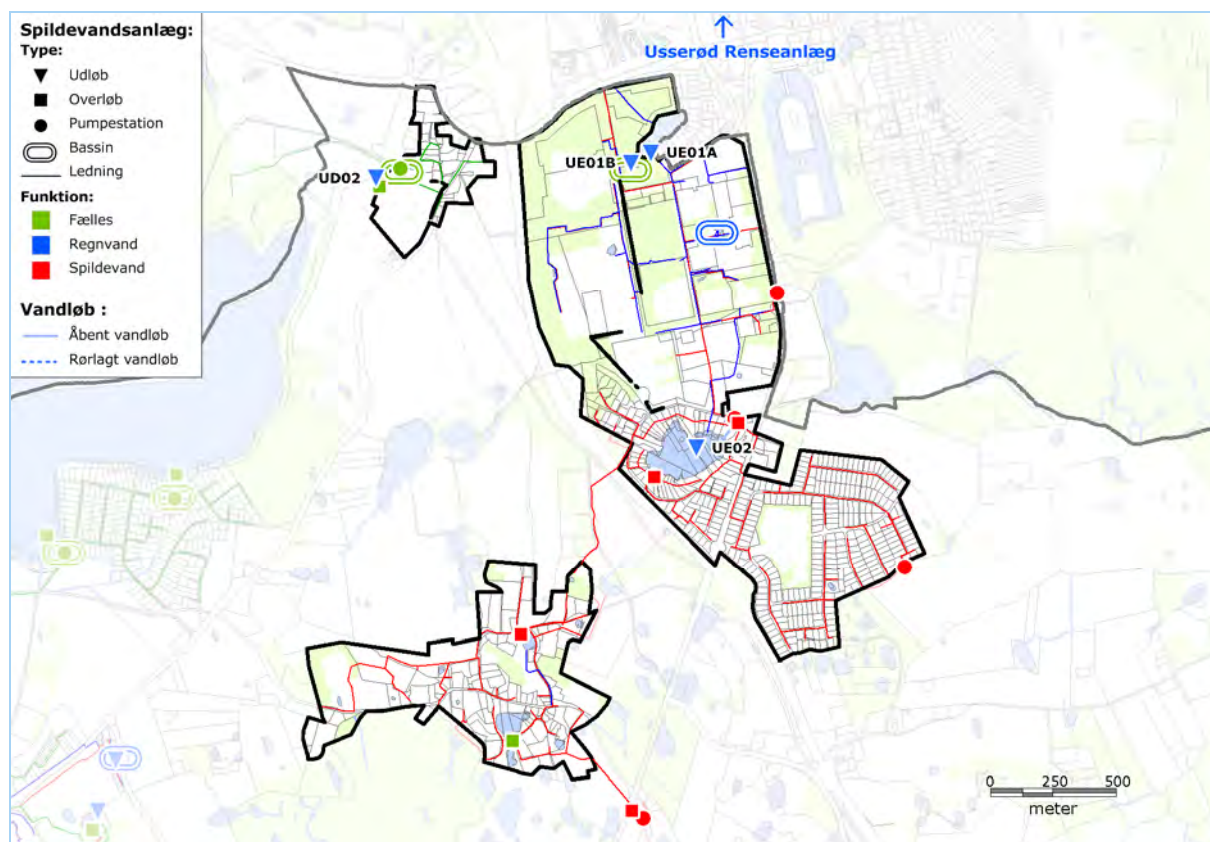 Spildevandsanlæg:
Type:
Udløb
Overløb
Pumpestation
Bassin
Ledning
Funktion:
Fælles
Regnvand
Spildevand
Vandløb :
Åbent vandløb
Rørlagt vandløb
Usserød Renseanlæg
UE01B
UE01A
UD02
UE02
0 250 500
meter